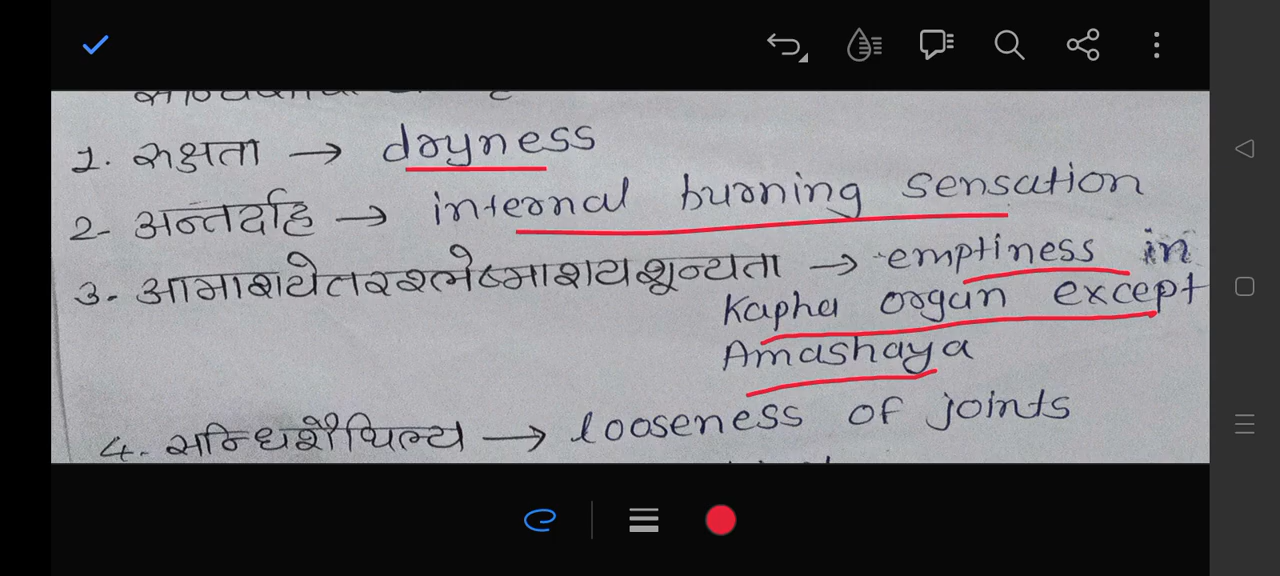 1. रुक्षता → dryness
2- अन्तर्दाह → internal burning sensation
3. आमाशयेतरश्लेष्माशयशून्यता → emptiness in
Kapha organ except
Amashaya
4. सन्धिशैथिल्य → looseness of joints